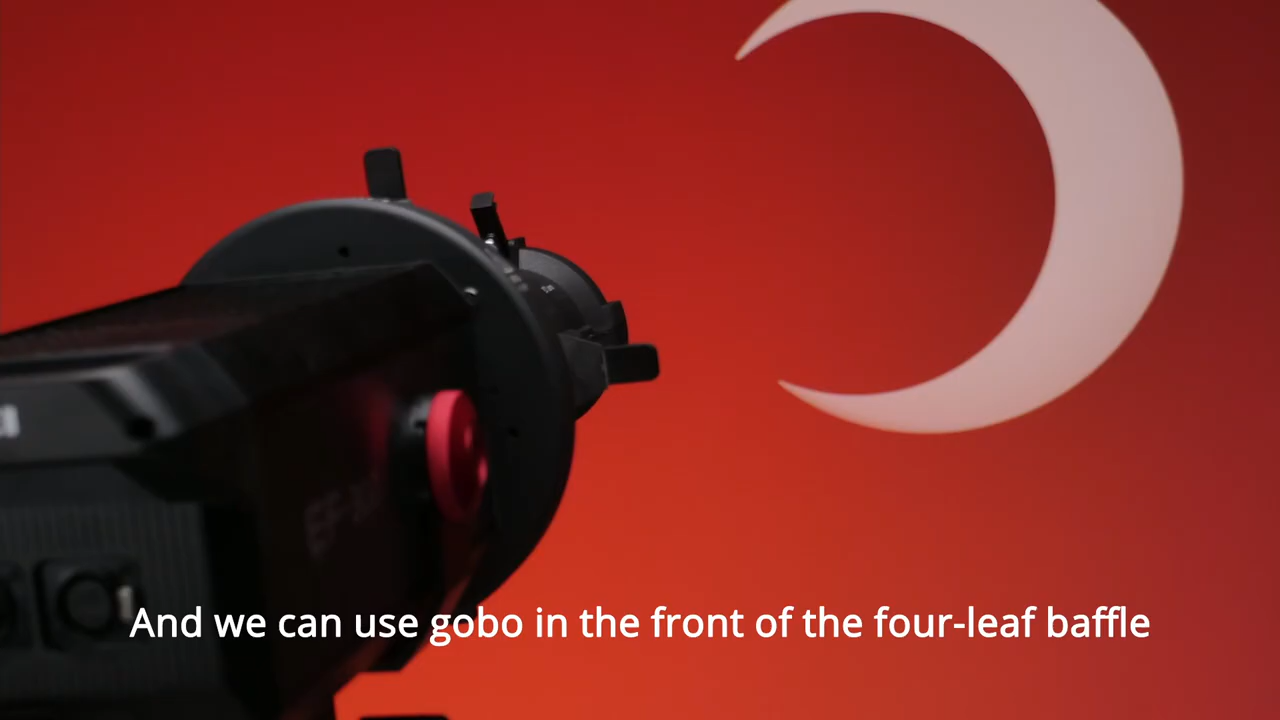 And we can use gobo in the front of the four-leaf baffle